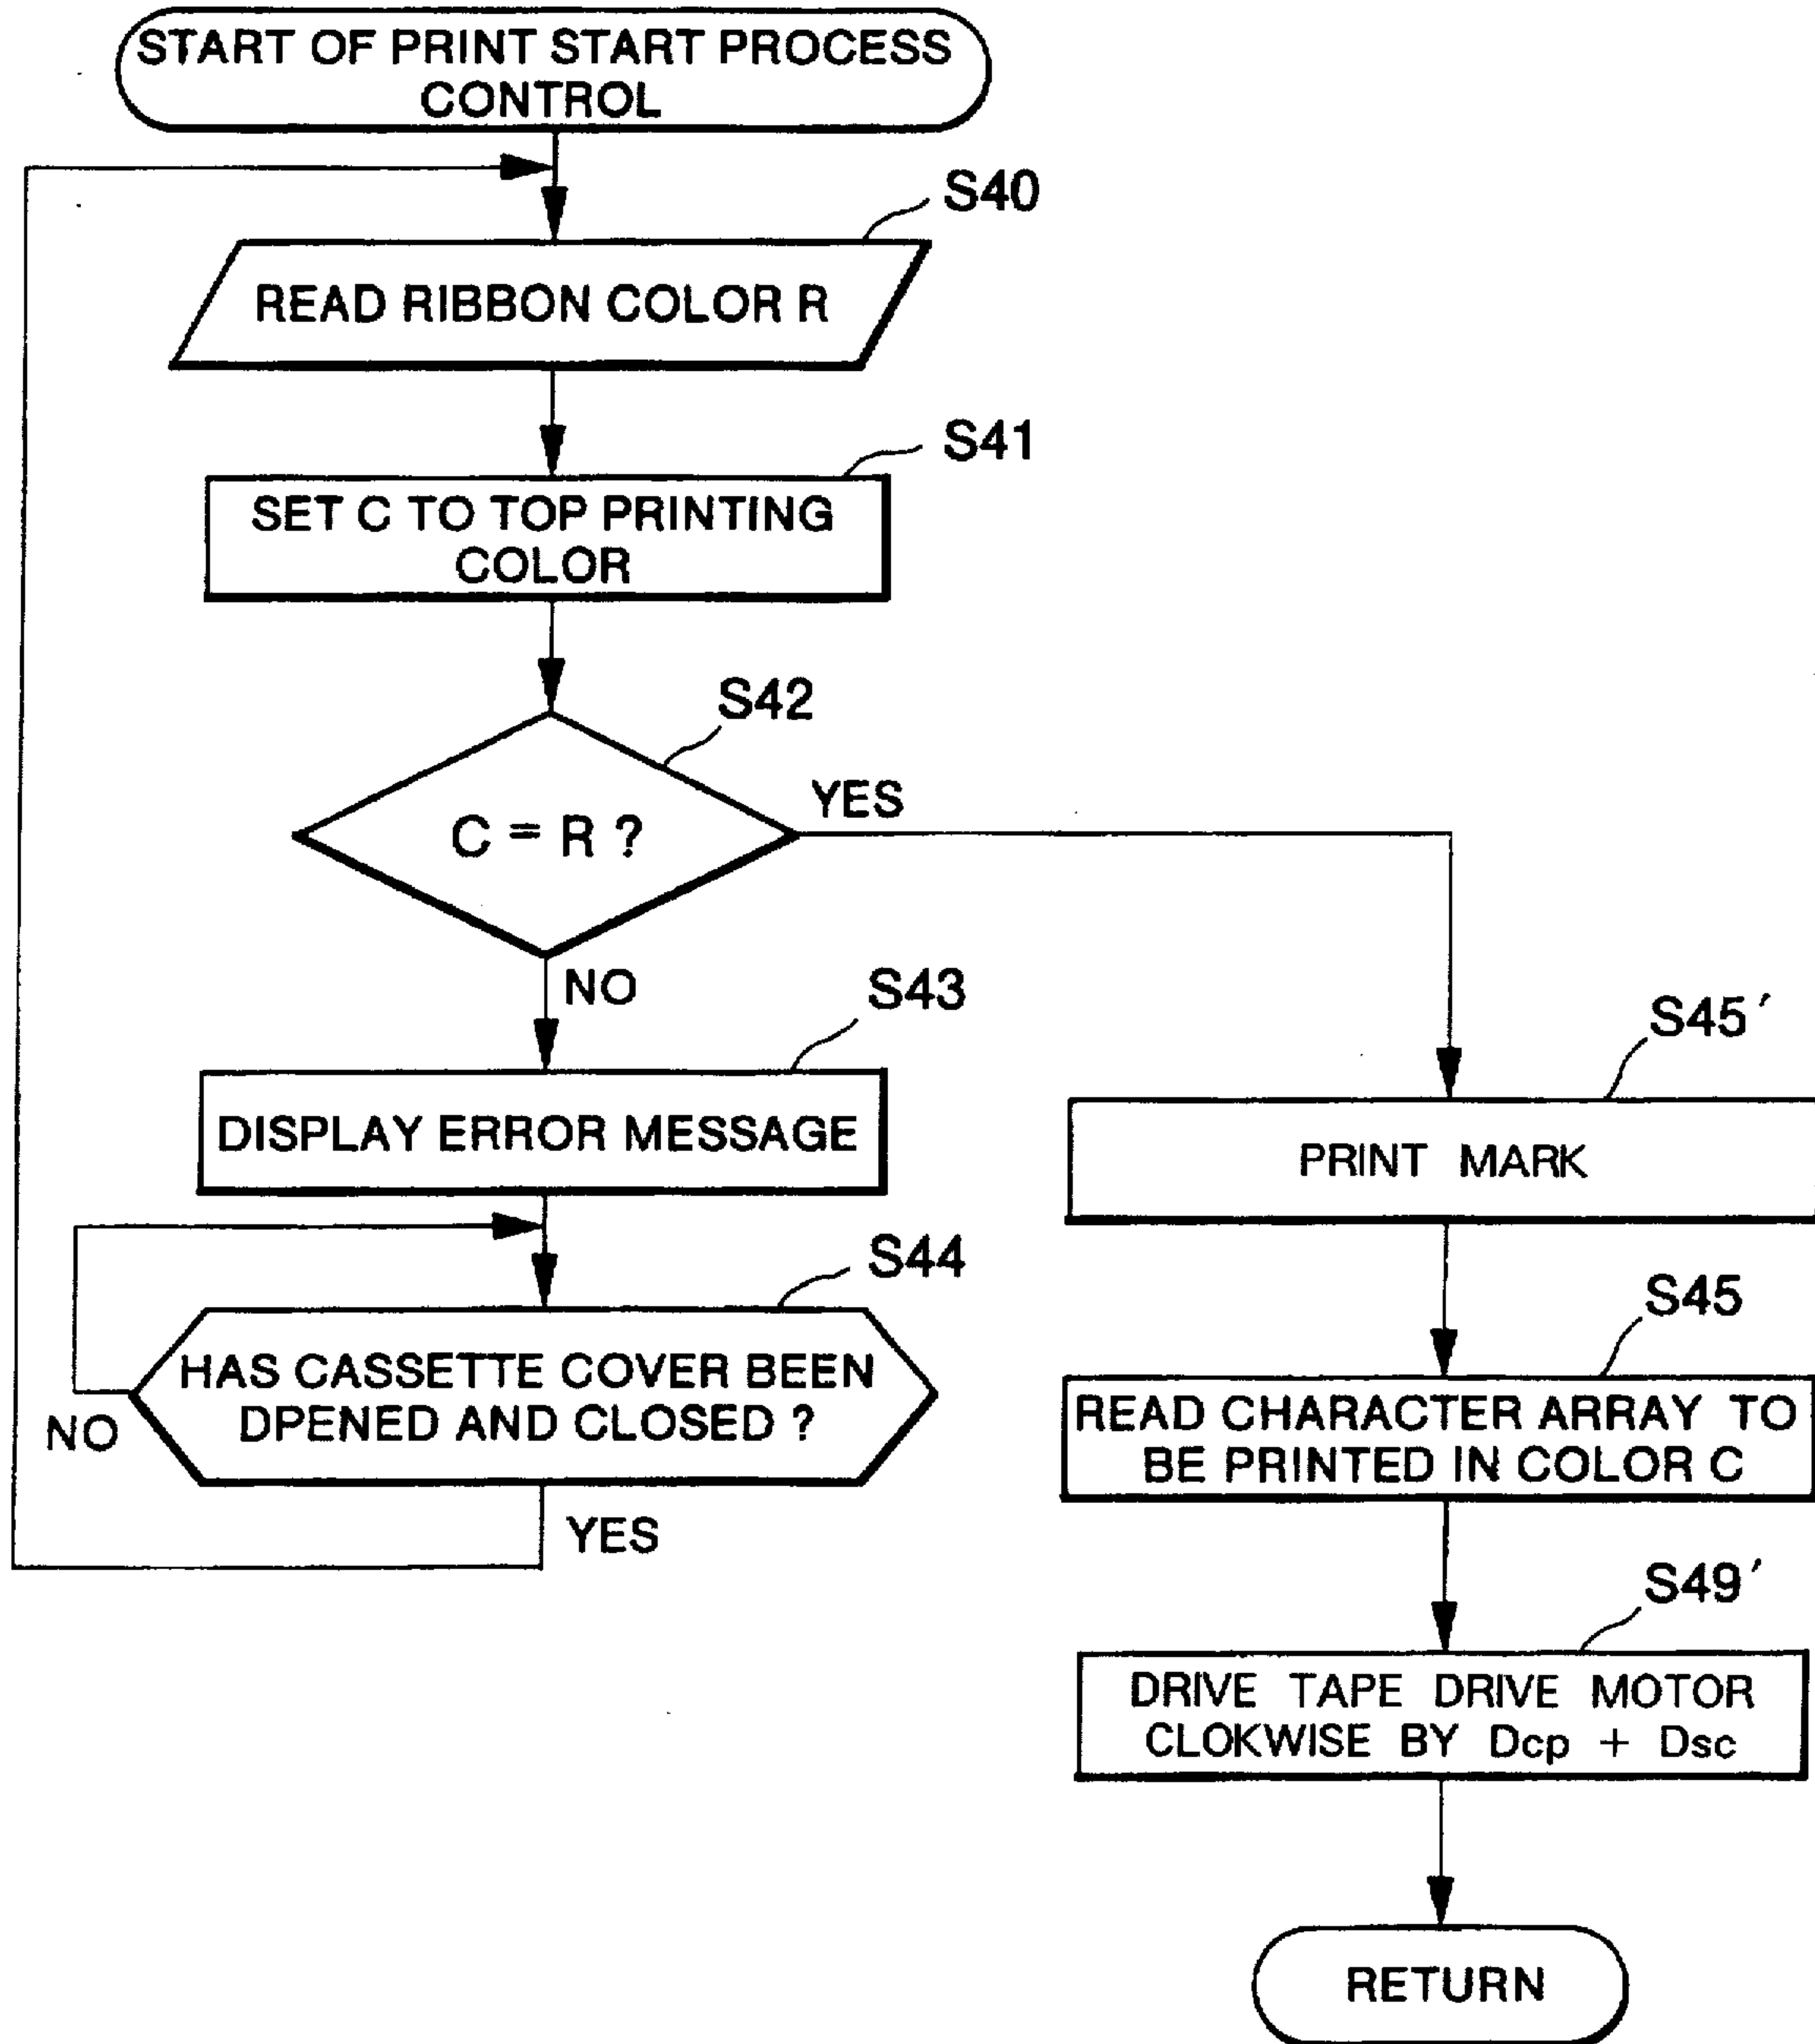 START OF PRINT START PROCESS
CONTROL
S40
READ RIBBON COLOR R
S41
SET C TO TOP PRINTING
COLOR
S42
C = R ?
YES
NO
S43
DISPLAY ERROR MESSAGE
S44
HAS CASSETTE COVER BEEN
DPENED AND CLOSED ?
NO
YES
S45'
PRINT MARK
S45
READ CHARACTER ARRAY TO
BE PRINTED IN COLOR C
S49'
DRIVE TAPE DRIVE MOTOR
CLOKWISE BY Dcp + Dsc
RETURN